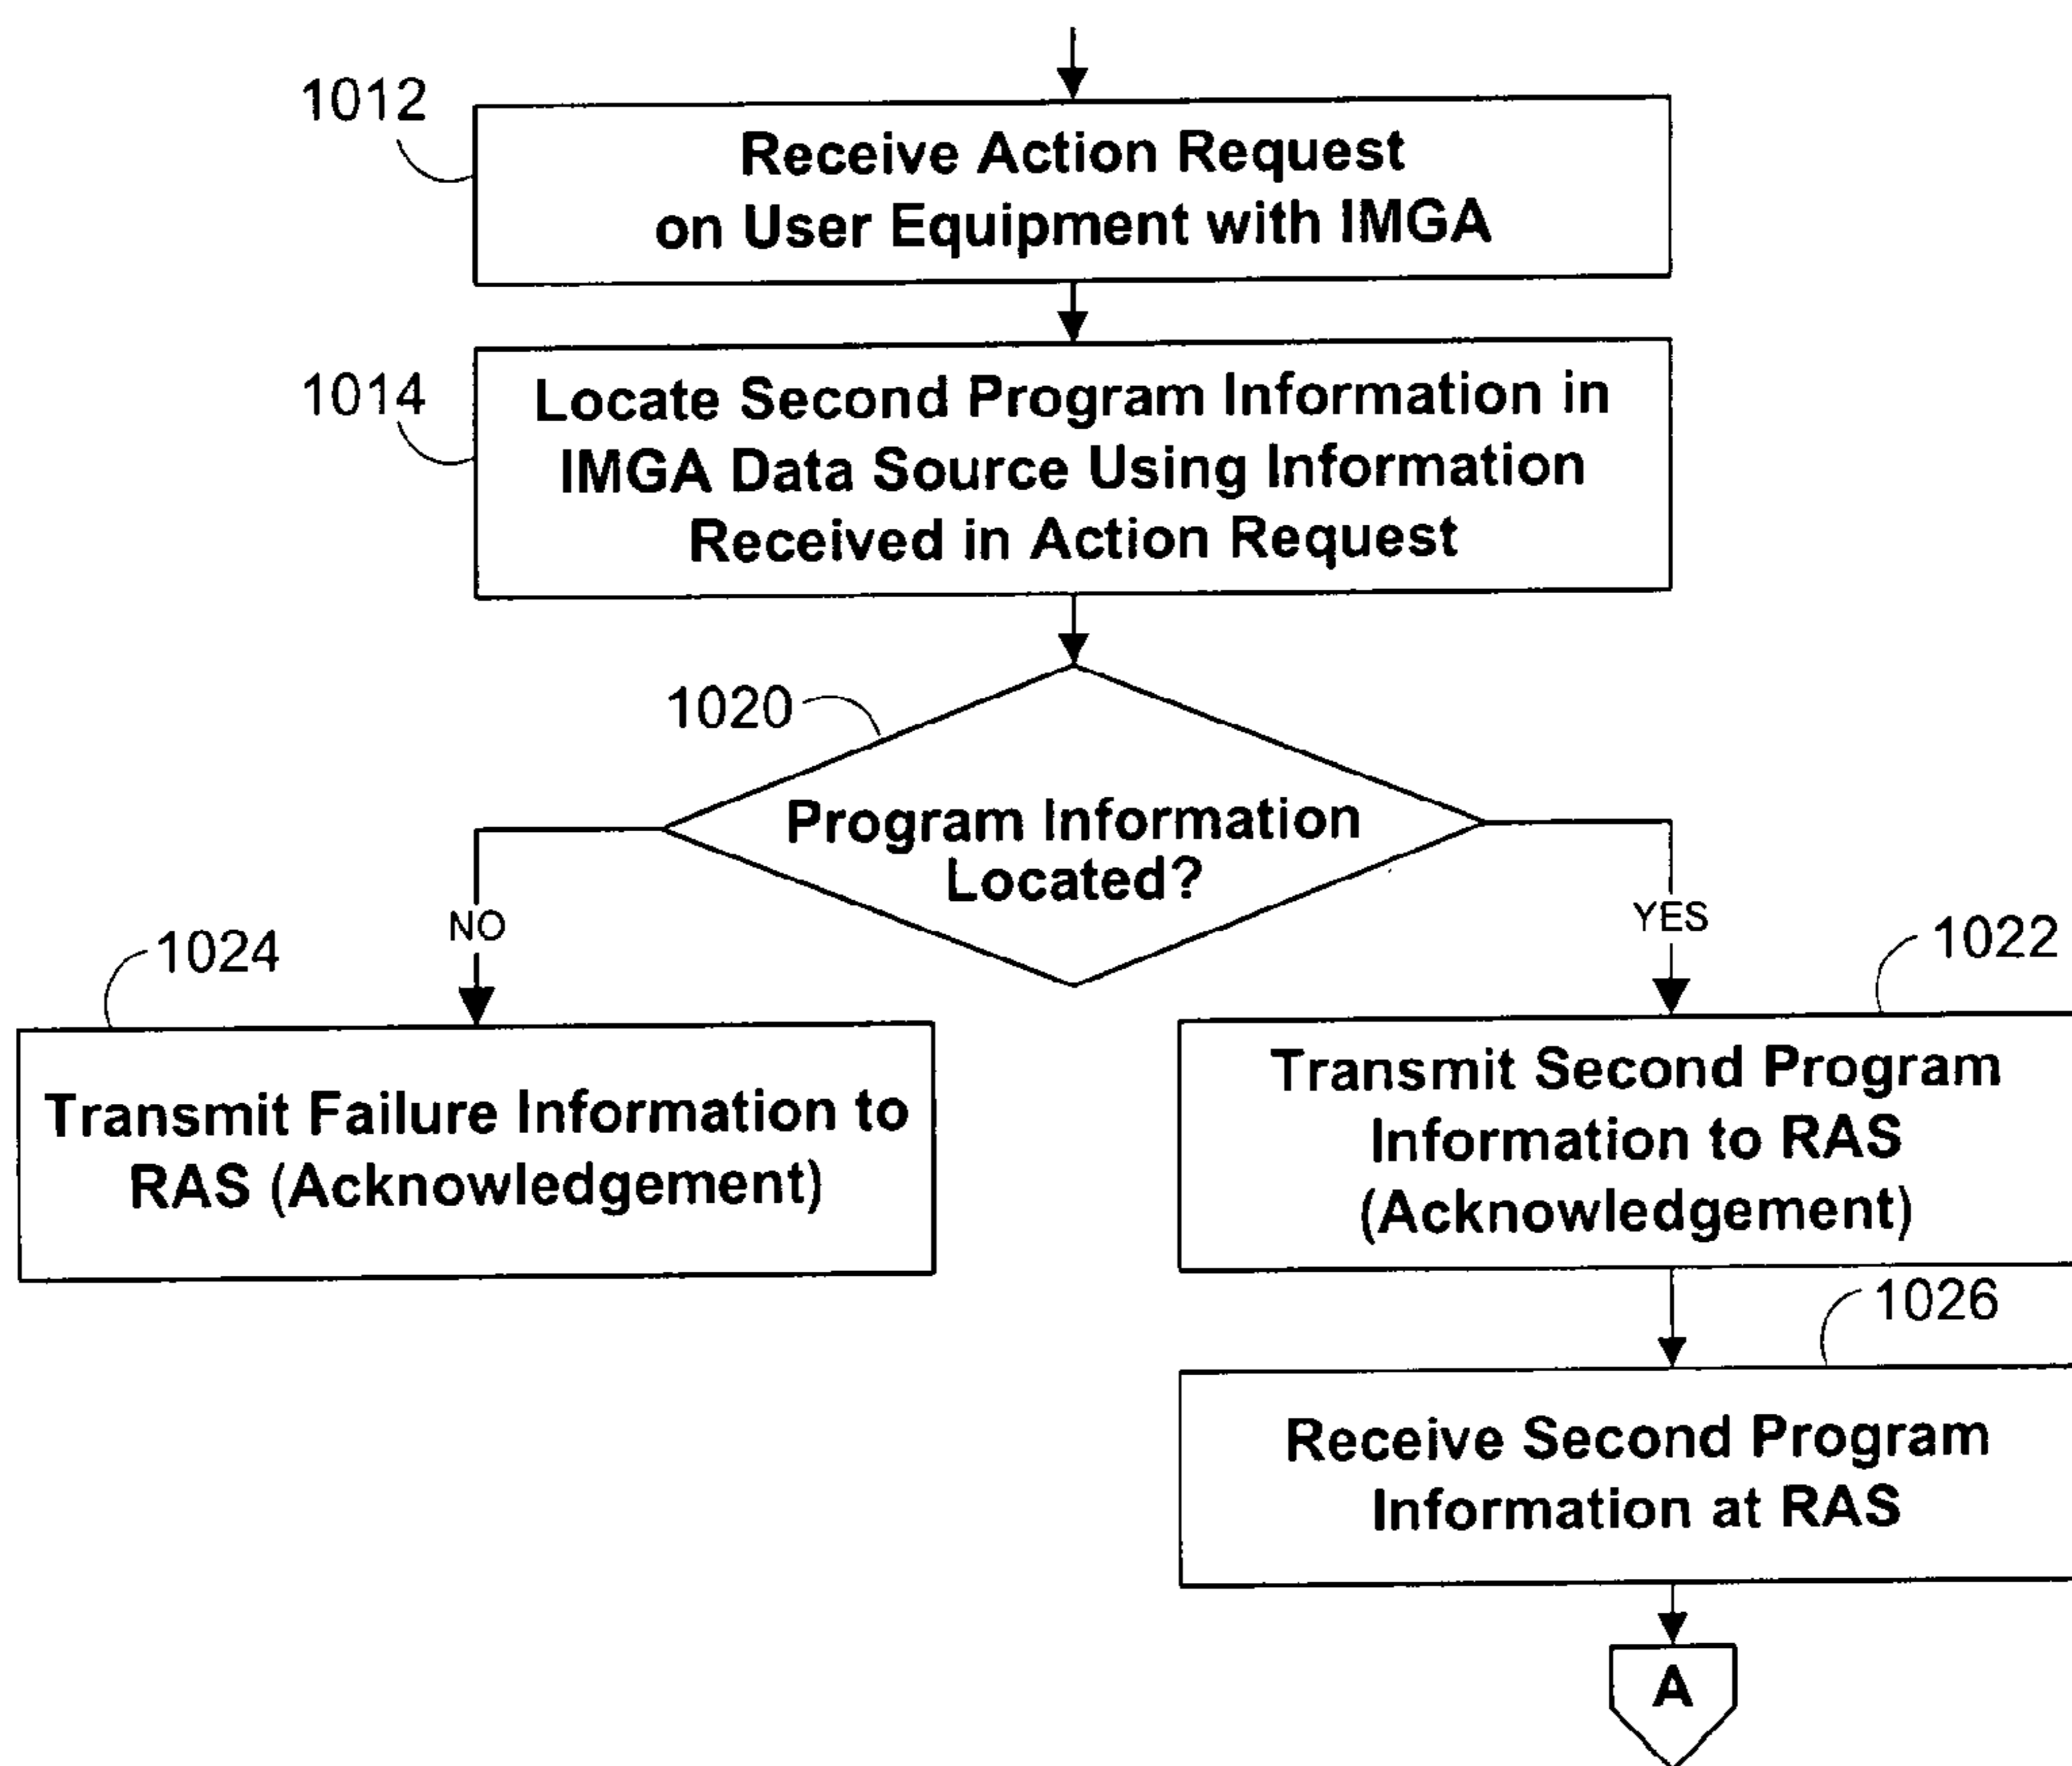 1012
Receive Action Request
on User Equipment with IMGA
1014
Locate Second Program Information in
IMGA Data Source Using Information
Received in Action Request
1020
Program Information
Located?
NO
YES
1024
Transmit Failure Information to
RAS (Acknowledgement)
1022
Transmit Second Program
Information to RAS
(Acknowledgement)
1026
Receive Second Program
Information at RAS
A